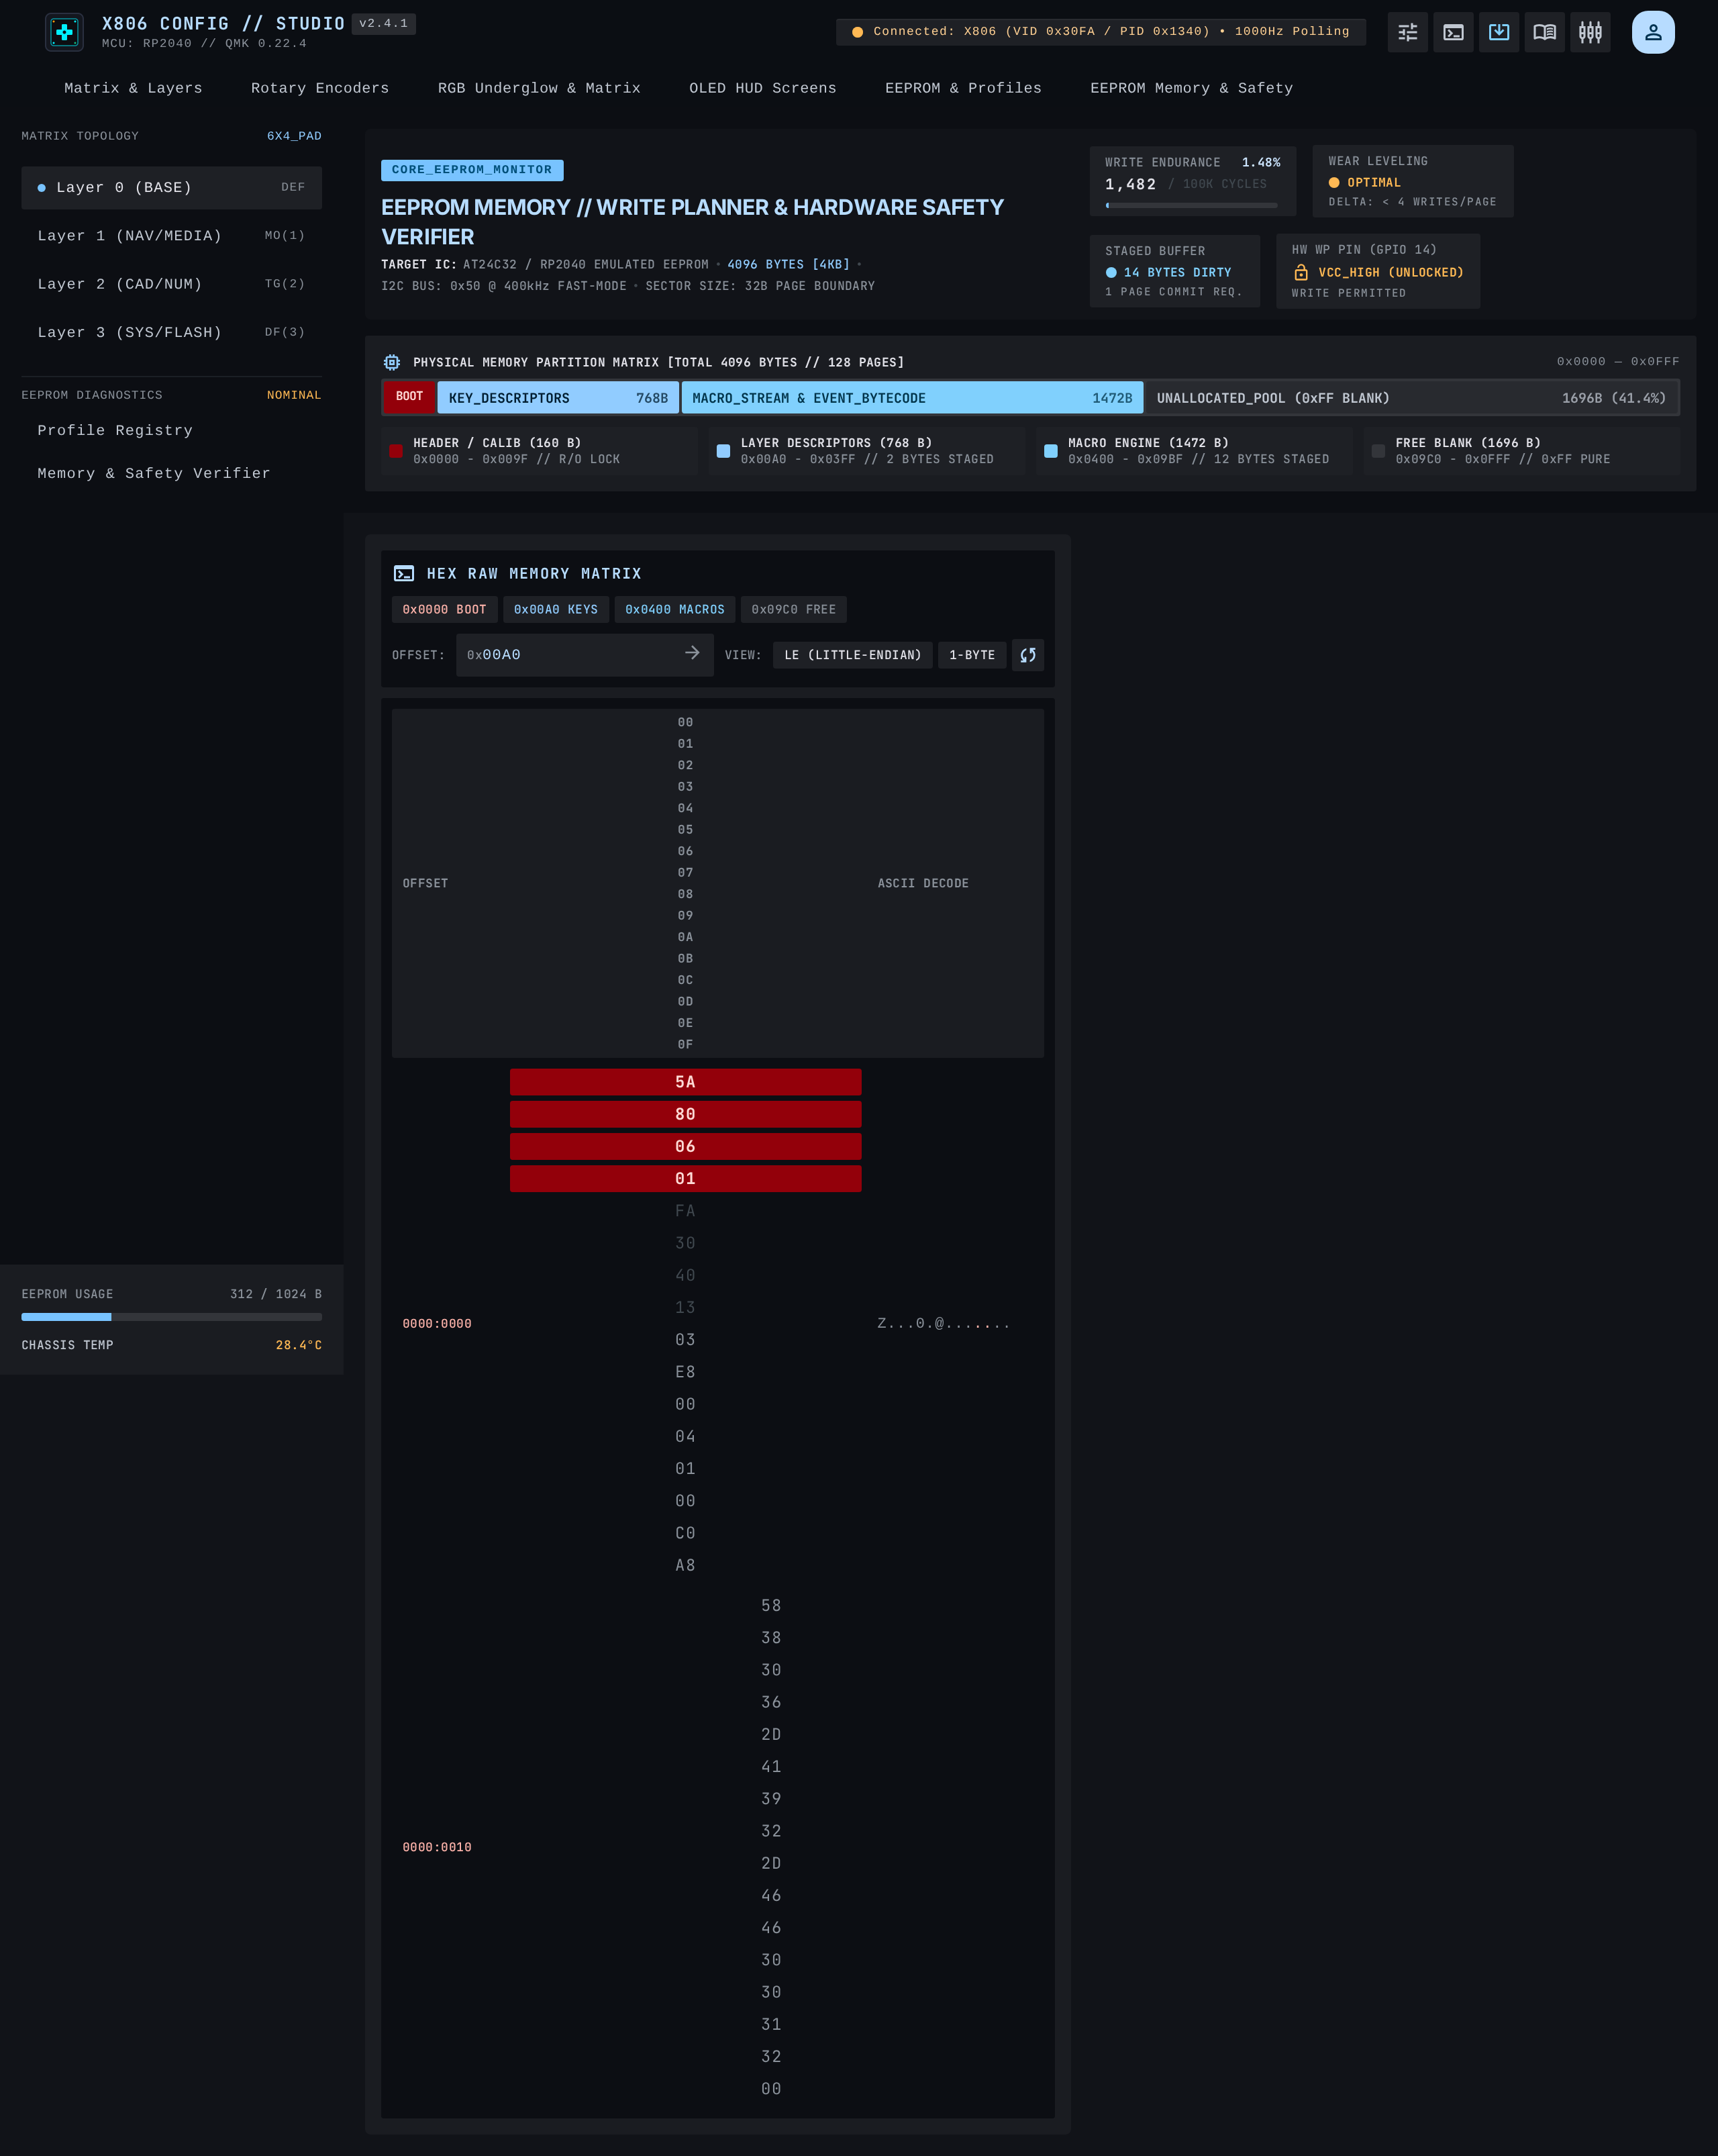 X806 CONFIG // STUDIO v2.4.1
MCU: RP2040 // QMK 0.22.4
Connected: X806 (VID 0x30FA / PID 0x1340) • 1000Hz Polling
Matrix & Layers
Rotary Encoders
RGB Underglow & Matrix
OLED HUD Screens
EEPROM & Profiles
EEPROM Memory & Safety
MATRIX TOPOLOGY 6X4_PAD
Layer 0 (BASE) DEF
Layer 1 (NAV/MEDIA) MO(1)
Layer 2 (CAD/NUM) TG(2)
Layer 3 (SYS/FLASH) DF(3)
EEPROM DIAGNOSTICS NOMINAL
Profile Registry
Memory & Safety Verifier
EEPROM USAGE 312 / 1024 B
CHASSIS TEMP 28.4°C
CORE_EEPROM_MONITOR
EEPROM MEMORY // WRITE PLANNER & HARDWARE SAFETY
VERIFIER
TARGET IC: AT24C32 / RP2040 EMULATED EEPROM • 4096 BYTES [4KB] •
I2C BUS: 0x50 @ 400kHz FAST-MODE • SECTOR SIZE: 32B PAGE BOUNDARY
WRITE ENDURANCE 1.48%
1,482 / 100K CYCLES
WEAR LEVELING
OPTIMAL
DELTA: < 4 WRITES/PAGE
STAGED BUFFER
14 BYTES DIRTY
1 PAGE COMMIT REQ.
HW WP PIN (GPIO 14)
VCC_HIGH (UNLOCKED)
WRITE PERMITTED
PHYSICAL MEMORY PARTITION MATRIX [TOTAL 4096 BYTES // 128 PAGES] 0x0000 — 0x0FFF
BOOT KEY_DESCRIPTORS 768B MACRO_STREAM & EVENT_BYTECODE 1472B UNALLOCATED_POOL (0xFF BLANK) 1696B (41.4%)
HEADER / CALIB (160 B)
0x0000 - 0x009F // R/O LOCK
LAYER DESCRIPTORS (768 B)
0x00A0 - 0x03FF // 2 BYTES STAGED
MACRO ENGINE (1472 B)
0x0400 - 0x09BF // 12 BYTES STAGED
FREE BLANK (1696 B)
0x09C0 - 0x0FFF // 0xFF PURE
HEX RAW MEMORY MATRIX
0x0000 BOOT 0x00A0 KEYS 0x0400 MACROS 0x09C0 FREE
OFFSET: 0x00A0 VIEW: LE (LITTLE-ENDIAN) 1-BYTE
OFFSET
00
01
02
03
04
05
06
07
08
09
0A
0B
0C
0D
0E
0F
ASCII DECODE
0000:0000
5A
80
06
01
FA
30
40
13
03
E8
00
04
01
00
C0
A8
Z...0.@.......
0000:0010
58
38
30
36
2D
41
39
32
2D
46
46
30
30
31
32
00